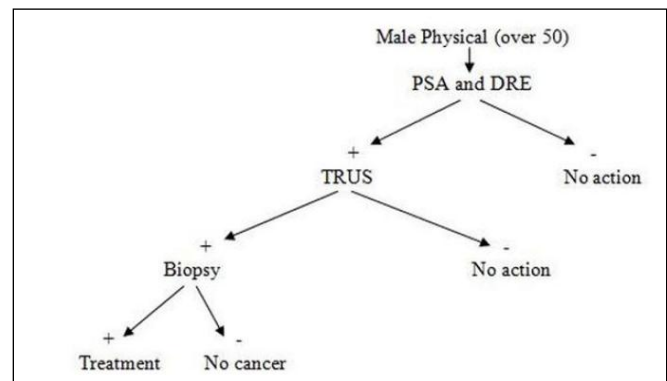 Male Physical (over 50)
PSA and DRE
+ -
TRUS No action
+ -
Biopsy No action
+ -
Treatment No cancer